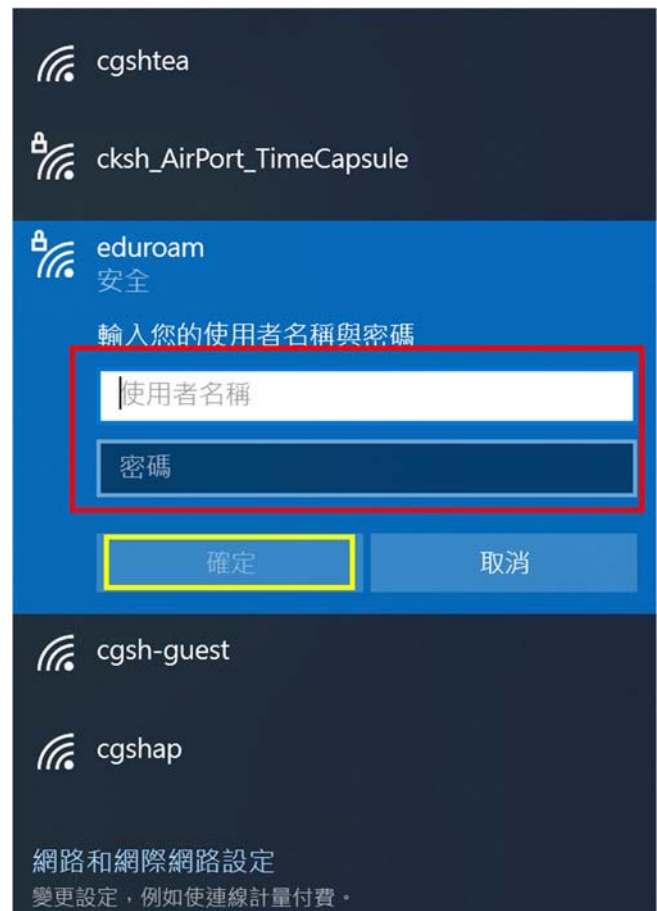 cgshtea
cksh_AirPort_TimeCapsule
eduroam
安全
輸入您的使用者名稱與密碼
使用者名稱
密碼
確定
取消
cgsh-guest
cgshap
網路和網際網路設定
變更設定，例如使連線計量付費。